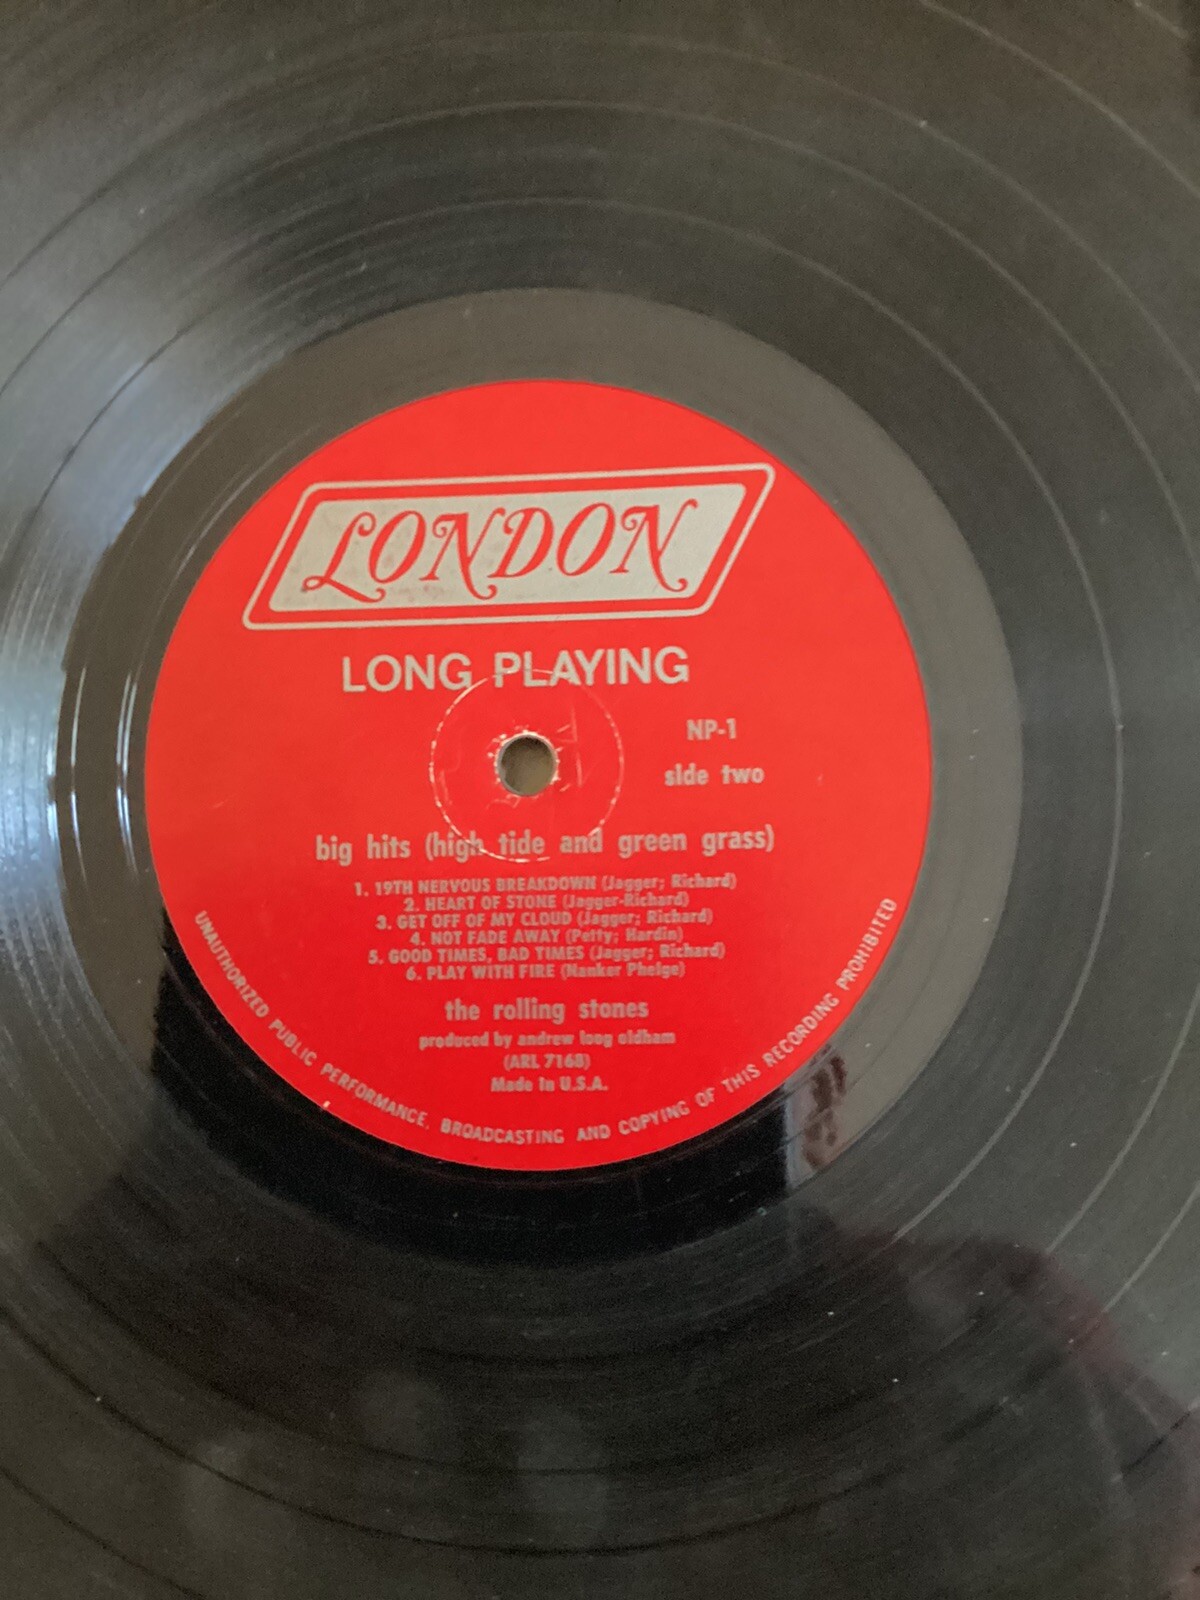 LONDON
LONG PLAYING
NP-1
side two
big hits (high tide and green grass)
1. 19TH NERVOUS BREAKDOWN (Jagger; Richard)
2. HEART OF STONE (Jagger-Richard)
3. GET OFF OF MY CLOUD (Jagger; Richard)
4. NOT FADE AWAY (Petty; Hardin)
5. GOOD TIMES, BAD TIMES (Jagger; Richard)
6. PLAY WITH FIRE (Nanker Phelge)
the rolling stones
produced by andrew loog oldham
(ARL 7168)
Made in U.S.A.
UNAUTHORIZED PUBLIC PERFORMANCE, BROADCASTING AND COPYING OF THIS RECORDING PROHIBITED